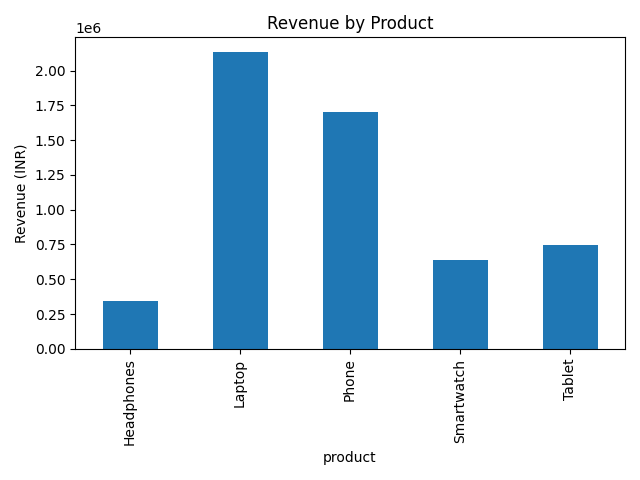 Revenue by Product
1e6
2.00
1.75
1.50
1.25
1.00
0.75
0.50
0.25
0.00
Revenue (INR)
Headphones
Laptop
Phone
Smartwatch
Tablet
product